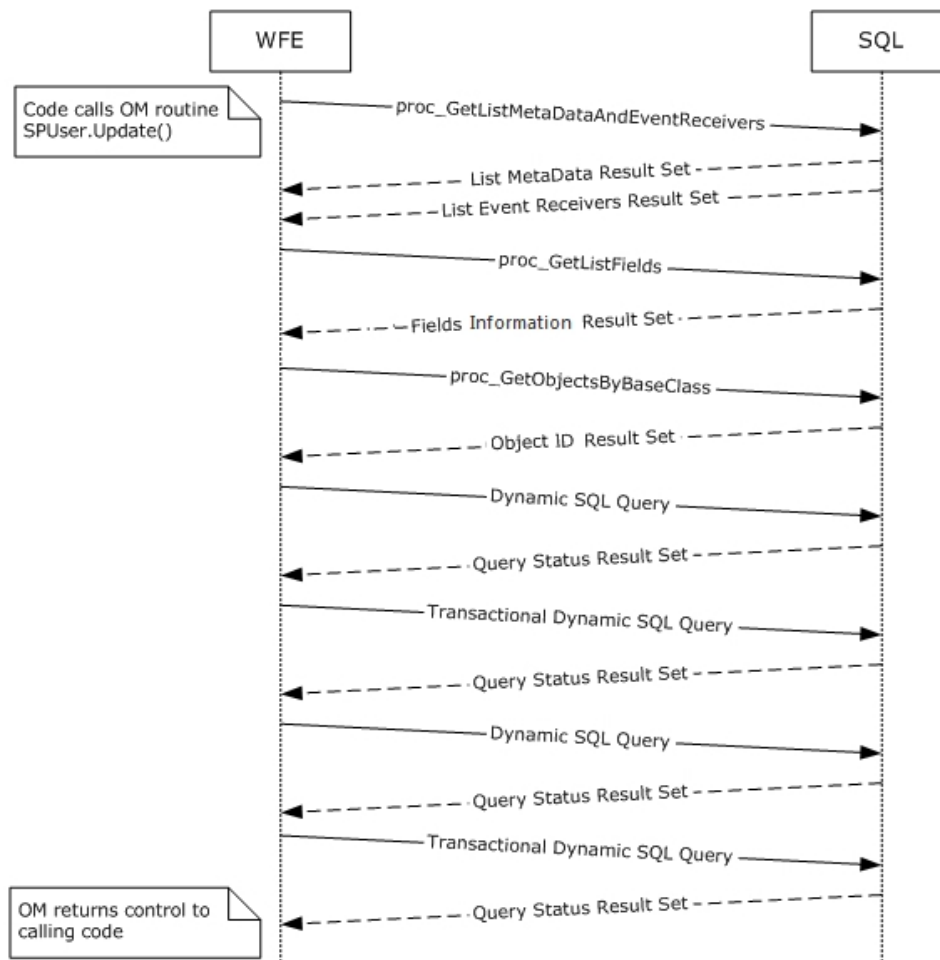 WFE
SQL
Code calls OM routine
SPUser.Update()
proc_GetListMetaDataAndEventReceivers
List MetaData Result Set
List Event Receivers Result Set
proc_GetListFields
Fields Information Result Set
proc_GetObjectsByBaseClass
Object ID Result Set
Dynamic SQL Query
Query Status Result Set
Transactional Dynamic SQL Query
Query Status Result Set
Dynamic SQL Query
Query Status Result Set
Transactional Dynamic SQL Query
Query Status Result Set
OM returns control to
calling code